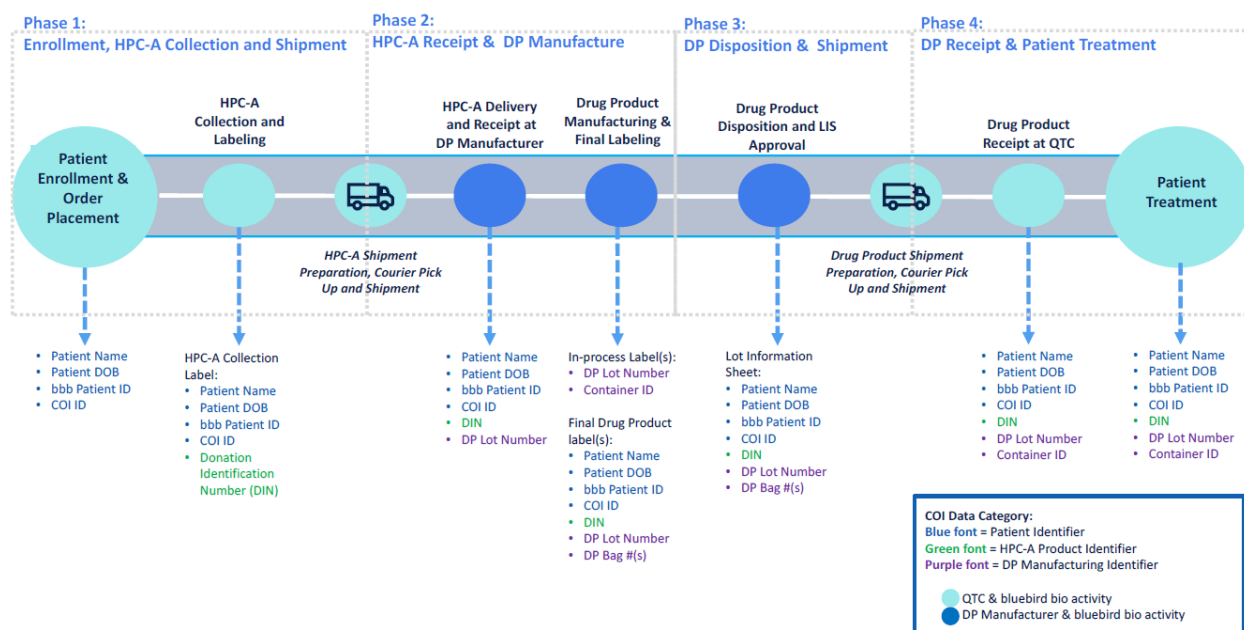 Phase 1:
Enrollment, HPC-A Collection and Shipment
Phase 2:
HPC-A Receipt & DP Manufacture
Phase 3:
DP Disposition & Shipment
Phase 4:
DP Receipt & Patient Treatment
Patient
Enrollment &
Order
Placement
HPC-A
Collection and
Labeling
HPC-A Delivery
and Receipt at
DP Manufacturer
Drug Product
Manufacturing &
Final Labeling
Drug Product
Disposition and LIS
Approval
Drug Product
Receipt at QTC
Patient
Treatment
HPC-A Shipment
Preparation, Courier Pick
Up and Shipment
Drug Product Shipment
Preparation, Courier Pick
Up and Shipment
• Patient Name
• Patient DOB
• bbb Patient ID
• COI ID
HPC-A Collection
Label:
• Patient Name
• Patient DOB
• bbb Patient ID
• COI ID
• Donation
Identification
Number (DIN)
• Patient Name
• Patient DOB
• bbb Patient ID
• COI ID
• DIN
• DP Lot Number
In-process Label(s):
• DP Lot Number
• Container ID
Final Drug Product
label(s):
• Patient Name
• Patient DOB
• bbb Patient ID
• COI ID
• DIN
• DP Lot Number
• DP Bag #(s)
Lot Information
Sheet:
• Patient Name
• Patient DOB
• bbb Patient ID
• COI ID
• DIN
• DP Lot Number
• DP Bag #(s)
• Patient Name
• Patient DOB
• bbb Patient ID
• COI ID
• DIN
• DP Lot Number
• Container ID
• Patient Name
• Patient DOB
• bbb Patient ID
• COI ID
• DIN
• DP Lot Number
• Container ID
COI Data Category:
Blue font = Patient Identifier
Green font = HPC-A Product Identifier
Purple font = DP Manufacturing Identifier
QTC & bluebird bio activity
DP Manufacturer & bluebird bio activity